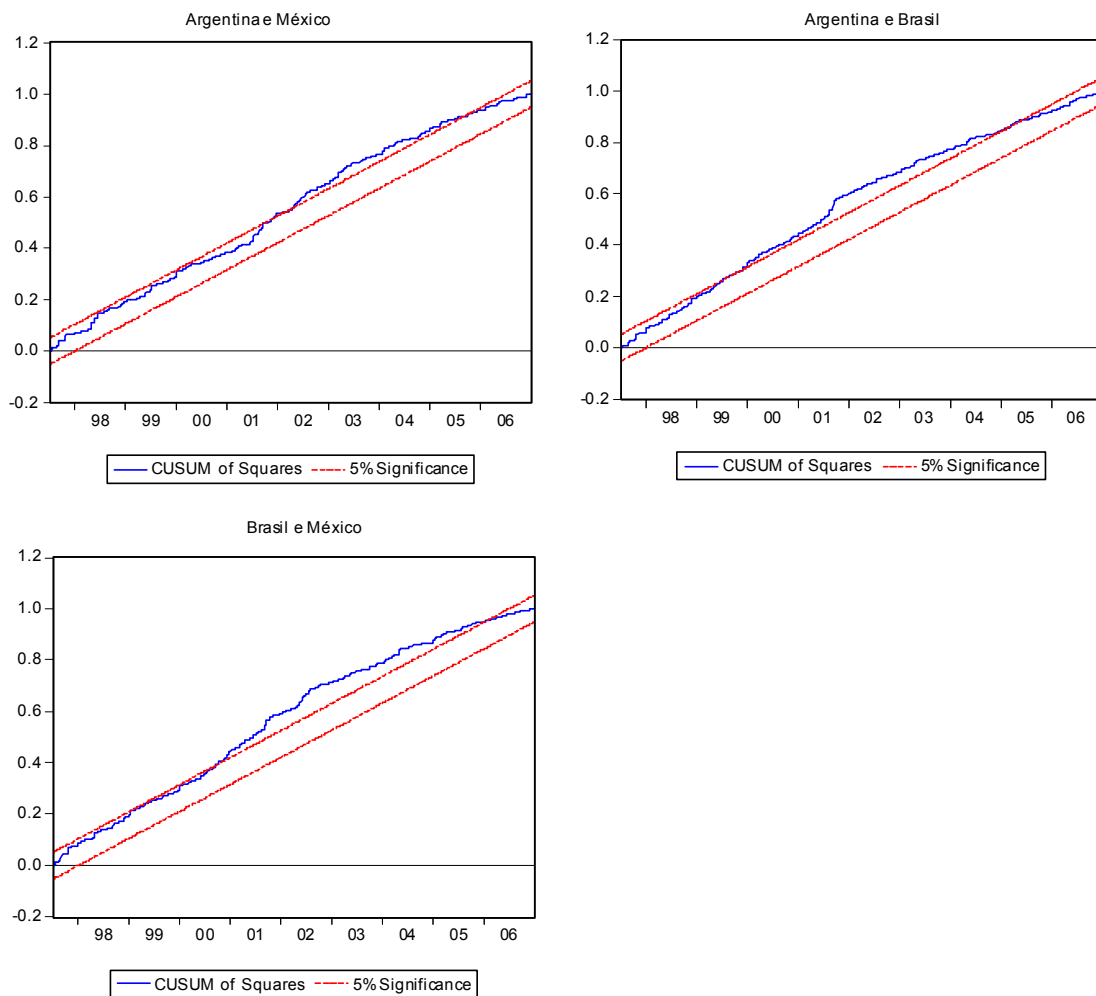 Argentina e México
1.2
1.0
0.8
0.6
0.4
0.2
0.0
-0.2
98 99 00 01 02 03 04 05 06
CUSUM of Squares 5% Significance
Argentina e Brasil
1.2
1.0
0.8
0.6
0.4
0.2
0.0
-0.2
98 99 00 01 02 03 04 05 06
CUSUM of Squares 5% Significance
Brasil e México
1.2
1.0
0.8
0.6
0.4
0.2
0.0
-0.2
98 99 00 01 02 03 04 05 06
CUSUM of Squares 5% Significance